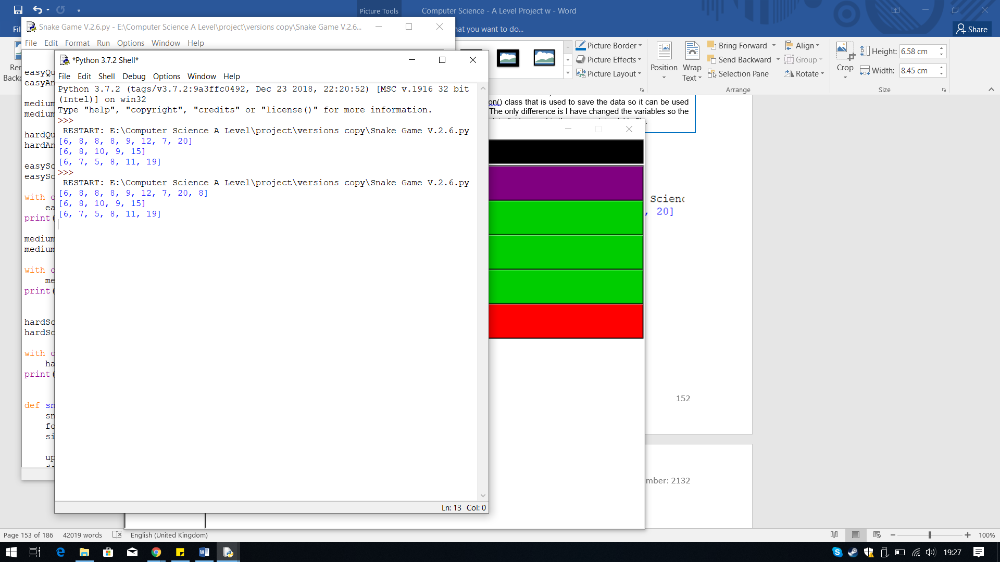 Picture Tools
Computer Science - A Level Project w - Word
Snake Game V.2.6.py - E:\Computer Science A Level\project\versions copy\Snake Game V.2.6...
hat you want to do...
Share
File Edit Format Run Options Window Help
*Python 3.7.2 Shell*
File Edit Shell Debug Options Window Help
Python 3.7.2 (tags/v3.7.2:9a3ffc0492, Dec 23 2018, 22:20:52) [MSC v.1916 32 bit
(Intel)] on win32
Type "help", "copyright", "credits" or "license()" for more information.
>>>
RESTART: E:\Computer Science A Level\project\versions copy\Snake Game V.2.6.py
[6, 8, 8, 8, 9, 12, 7, 20]
[6, 8, 10, 9, 15]
[6, 7, 5, 8, 11, 19]
>>>
RESTART: E:\Computer Science A Level\project\versions copy\Snake Game V.2.6.py
[6, 8, 8, 8, 9, 12, 7, 20, 8]
[6, 8, 10, 9, 15]
[6, 7, 5, 8, 11, 19]
Ln: 13 Col: 0
easyQu
easyAn
medium
medium
hardQu
hardAn
easySc
easySc
with o
ea
print(
medium
medium
with o
me
print(
hardSc
hardSc
with o
ha
print(
def sn
sn
fo
si
up
Picture Border
Picture Effects
Picture Layout
Position
Wrap
Text
Bring Forward
Send Backward
Selection Pane
Align
Group
Rotate
Arrange
Crop
Height: 6.58 cm
Width: 8.45 cm
Size
on() class that is used to save the data so it can be used
The only difference is I have changed the variables so the
Scienc
, 20]
152
mber: 2132
Page 153 of 186 42019 words English (United Kingdom)
100%
19:27